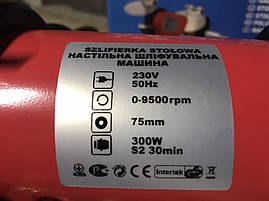 SZLIFIERKA STOŁOWA
НАСТІЛЬНА ШЛІФУВАЛЬНА
МАШИНА
230V
50Hz
0-9500rpm
75mm
300W
S2 30min
Intertek